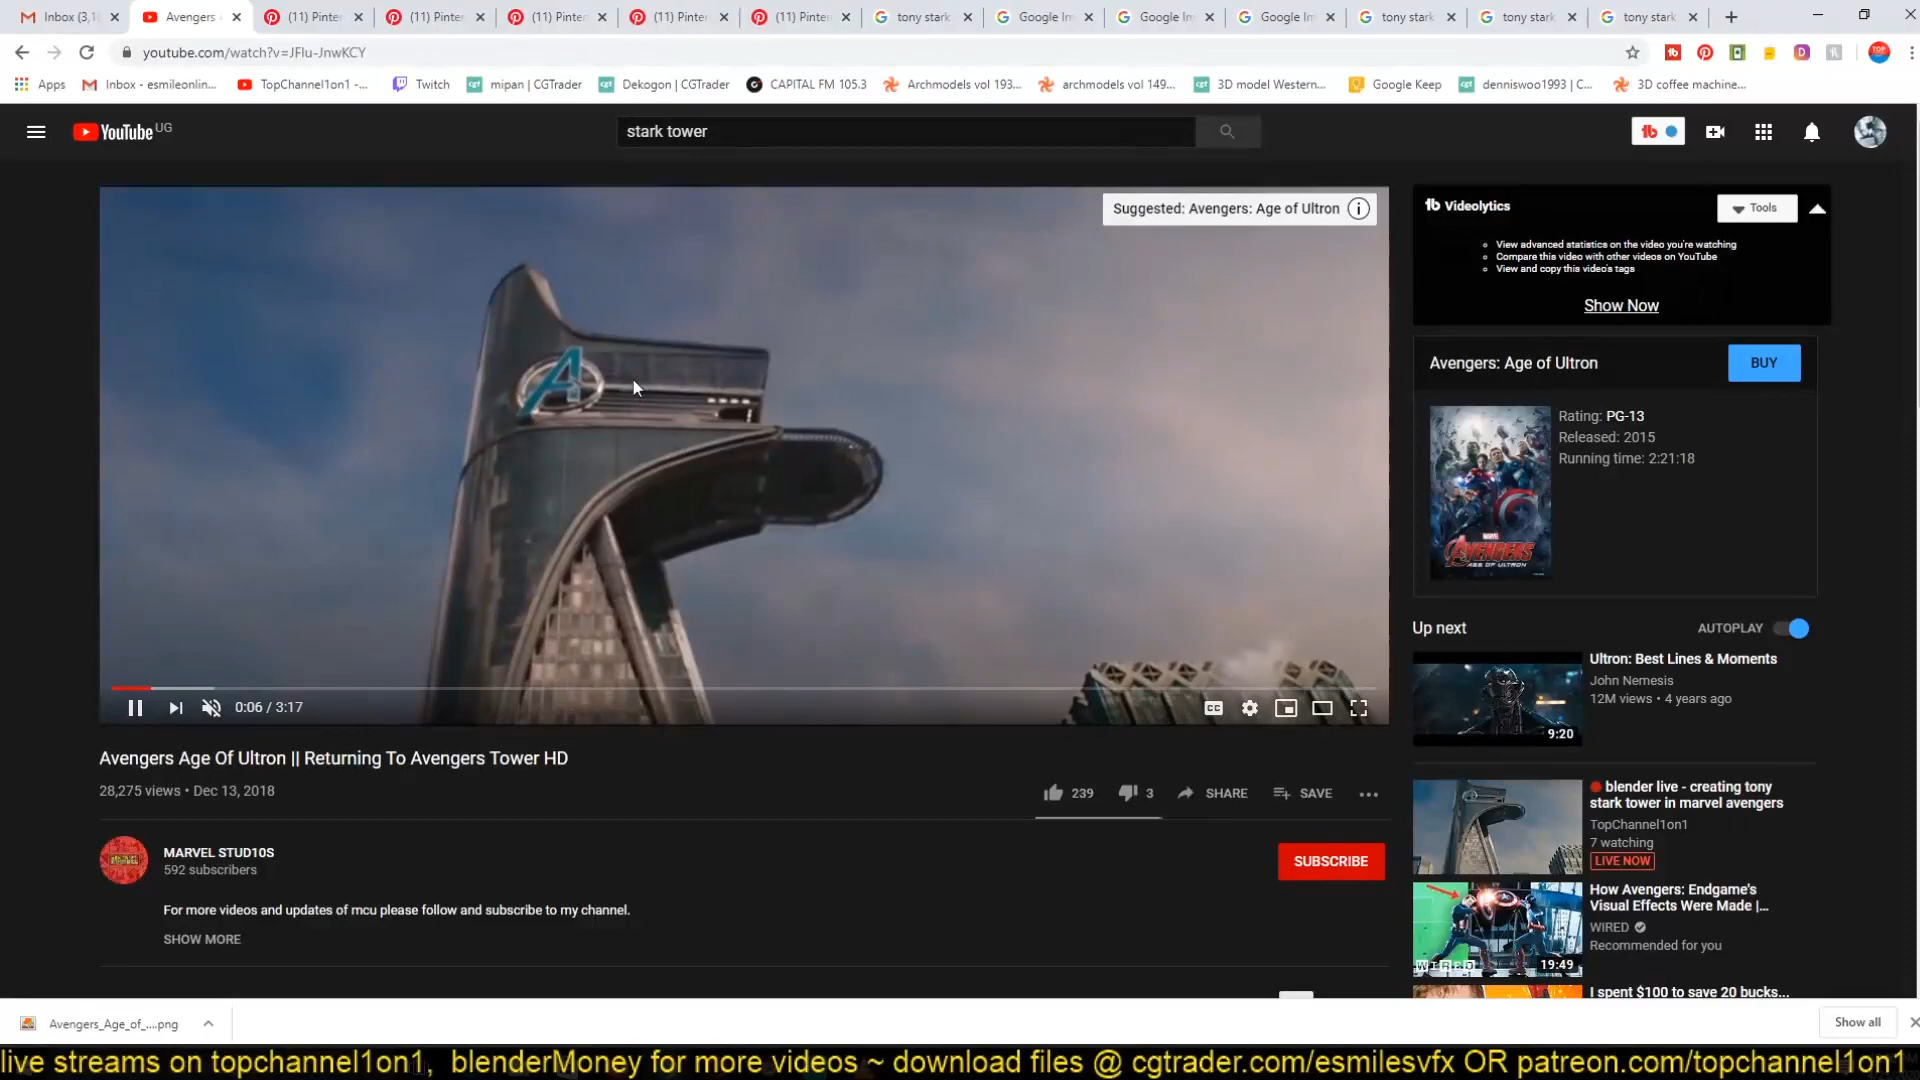 Inbox (3,1
Avengers
(11) Pinter
(11) Pinter
(11) Pinter
(11) Pinter
(11) Pinter
tony stark
Google Im
Google Im
Google Im
tony stark
tony stark
tony stark
youtube.com/watch?v=JFlu-JnwKCY
Apps
Inbox - esmileonlin...
TopChannel1on1 -...
Twitch
mipan | CGTrader
Dekogon | CGTrader
CAPITAL FM 105.3
Archmodels vol 193...
archmodels vol 149...
3D model Western...
Google Keep
denniswoo1993 | C...
3D coffee machine...
YouTube UG
stark tower
Suggested: Avengers: Age of Ultron
Videolytics
Tools
View advanced statistics on the video you're watching
Compare this video with other videos on YouTube
View and copy this video's tags
Show Now
Avengers: Age of Ultron
BUY
Rating: PG-13
Released: 2015
Running time: 2:21:18
MARVEL
AVENGERS
AGE OF ULTRON
Up next
AUTOPLAY
Ultron: Best Lines & Moments
John Nemesis
12M views • 4 years ago
9:20
0:06 / 3:17
CC
Avengers Age Of Ultron || Returning To Avengers Tower HD
28,275 views • Dec 13, 2018
239
3
SHARE
SAVE
blender live - creating tony
stark tower in marvel avengers
TopChannel1on1
7 watching
LIVE NOW
MARVEL STUD10S
592 subscribers
SUBSCRIBE
For more videos and updates of mcu please follow and subscribe to my channel.
SHOW MORE
How Avengers: Endgame's
Visual Effects Were Made |...
WIRED
Recommended for you
WIRED
19:49
I spent $100 to save 20 bucks...
Avengers_Age_of_....png
Show all
live streams on topchannel1on1, blenderMoney for more videos ~ download files @ cgtrader.com/esmilesvfx OR patreon.com/topchannel1on1